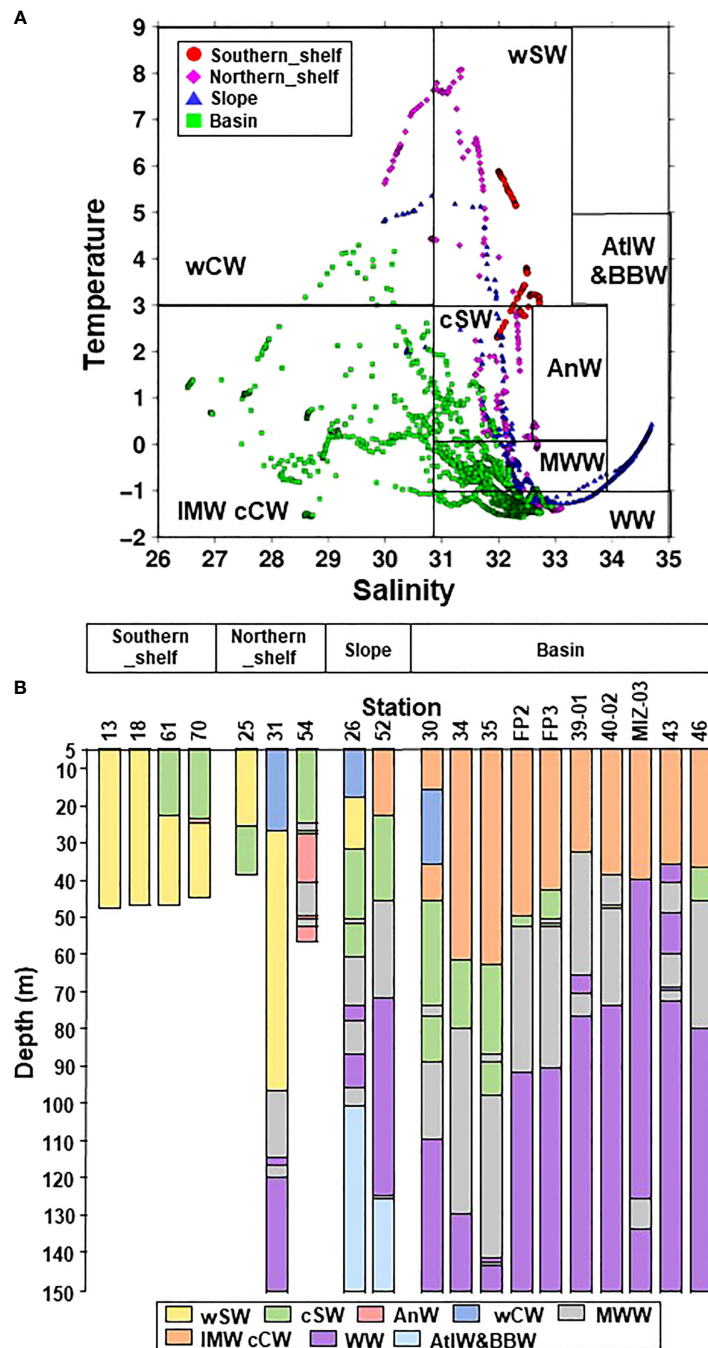 A
9
8
7
6
5
4
3
2
1
0
−1
−2
Temperature
Southern_shelf
Northern_shelf
Slope
Basin
wSW
wCW
AtlW
&BBW
cSW
AnW
MWW
IMW cCW
WW
26 27 28 29 30 31 32 33 34 35
Salinity
Southern
_shelf
Northern
_shelf
Slope
Basin
B
Station
13 18 61 70 25 31 54 26 52 30 34 35 FP2 FP3 39-01 40-02 MIZ-03 43 46
5
10
20
30
40
50
60
70
80
90
100
110
120
130
140
150
Depth (m)
wSW cSW AnW wCW MWW
IMW cCW WW AtlW&BBW